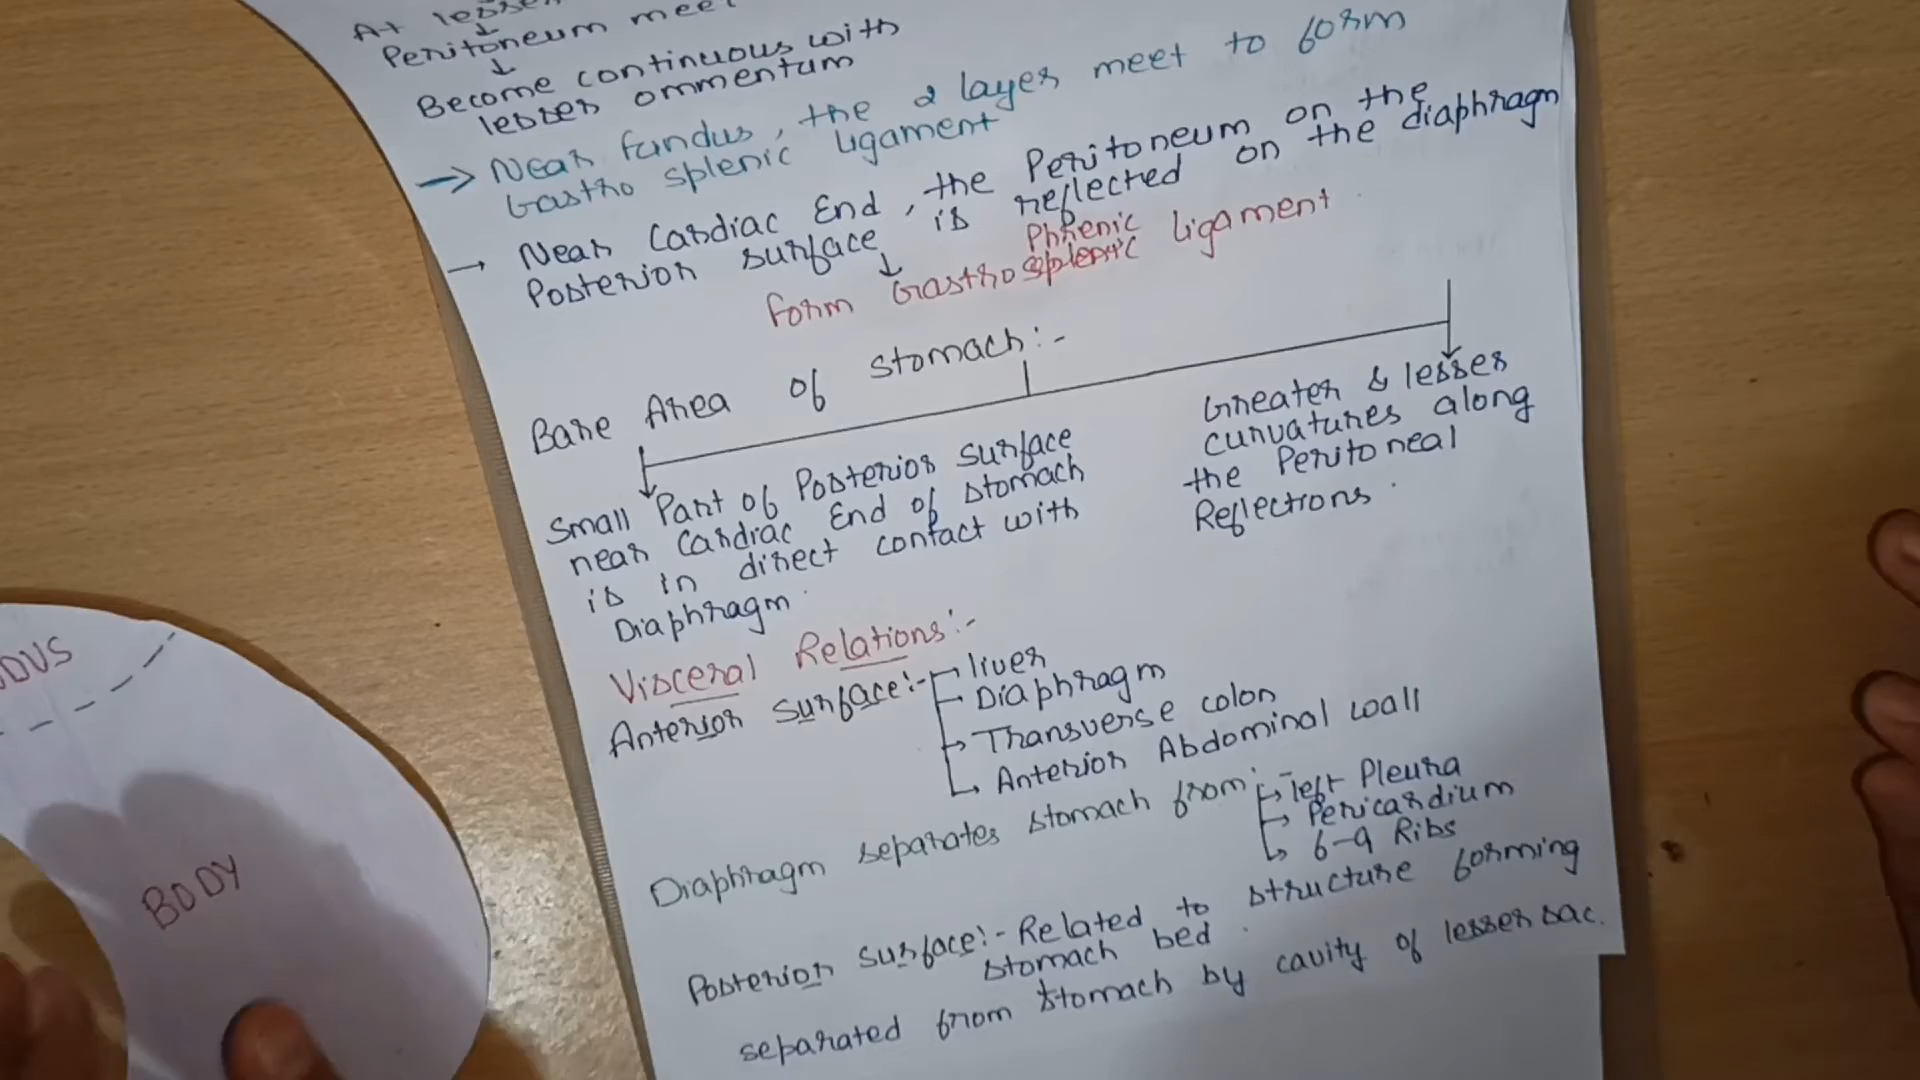 At lesser
Peritoneum meet
↓
Become continuous with
lesser ommentum
→ Near fundus, the 2 layer meet to form
Gastro splenic ligament
→ Near Cardiac End, the Peritoneum on the
Posterior surface is reflected on the diaphragm
↓
Phrenic
form Gastrosplenic ligament
Bare Area of stomach:-
Small Part of Posterior surface
near Cardiac End of stomach
is in direct contact with
Diaphragm.
Greater & lesser
curvatures along
the Peritoneal
Reflections.
Visceral Relations:-
Anterior surface:- liver
Diaphragm
Transverse colon
Anterior Abdominal wall
Diaphragm separates stomach from: left Pleura
Pericardium
6-9 Ribs
Posterior surface:- Related to structure forming
stomach bed.
separated from stomach by cavity of lesser sac.
BODY